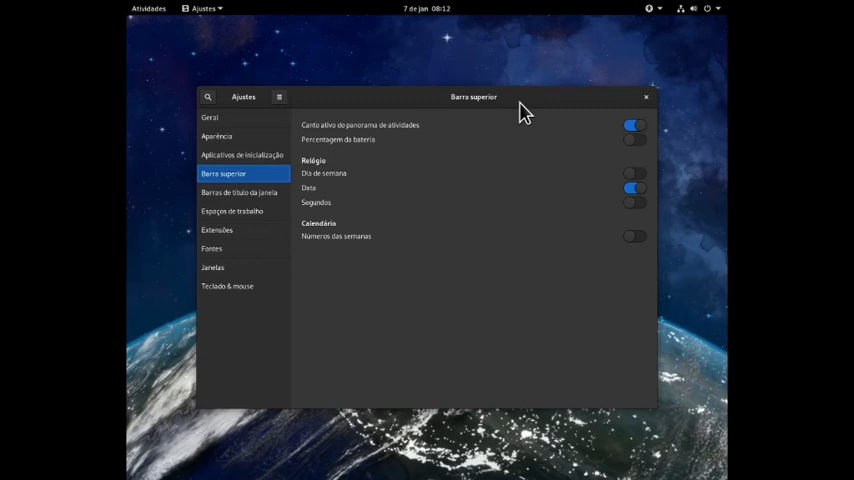 Atividades
Ajustes
7 de jan 08:12
Ajustes
Barra superior
Geral
Aparência
Aplicativos de inicialização
Barra superior
Barras de título da janela
Espaços de trabalho
Extensões
Fontes
Janelas
Teclado & mouse
Canto ativo do panorama de atividades
Percentagem da bateria
Relógio
Dia de semana
Data
Segundos
Calendário
Números das semanas